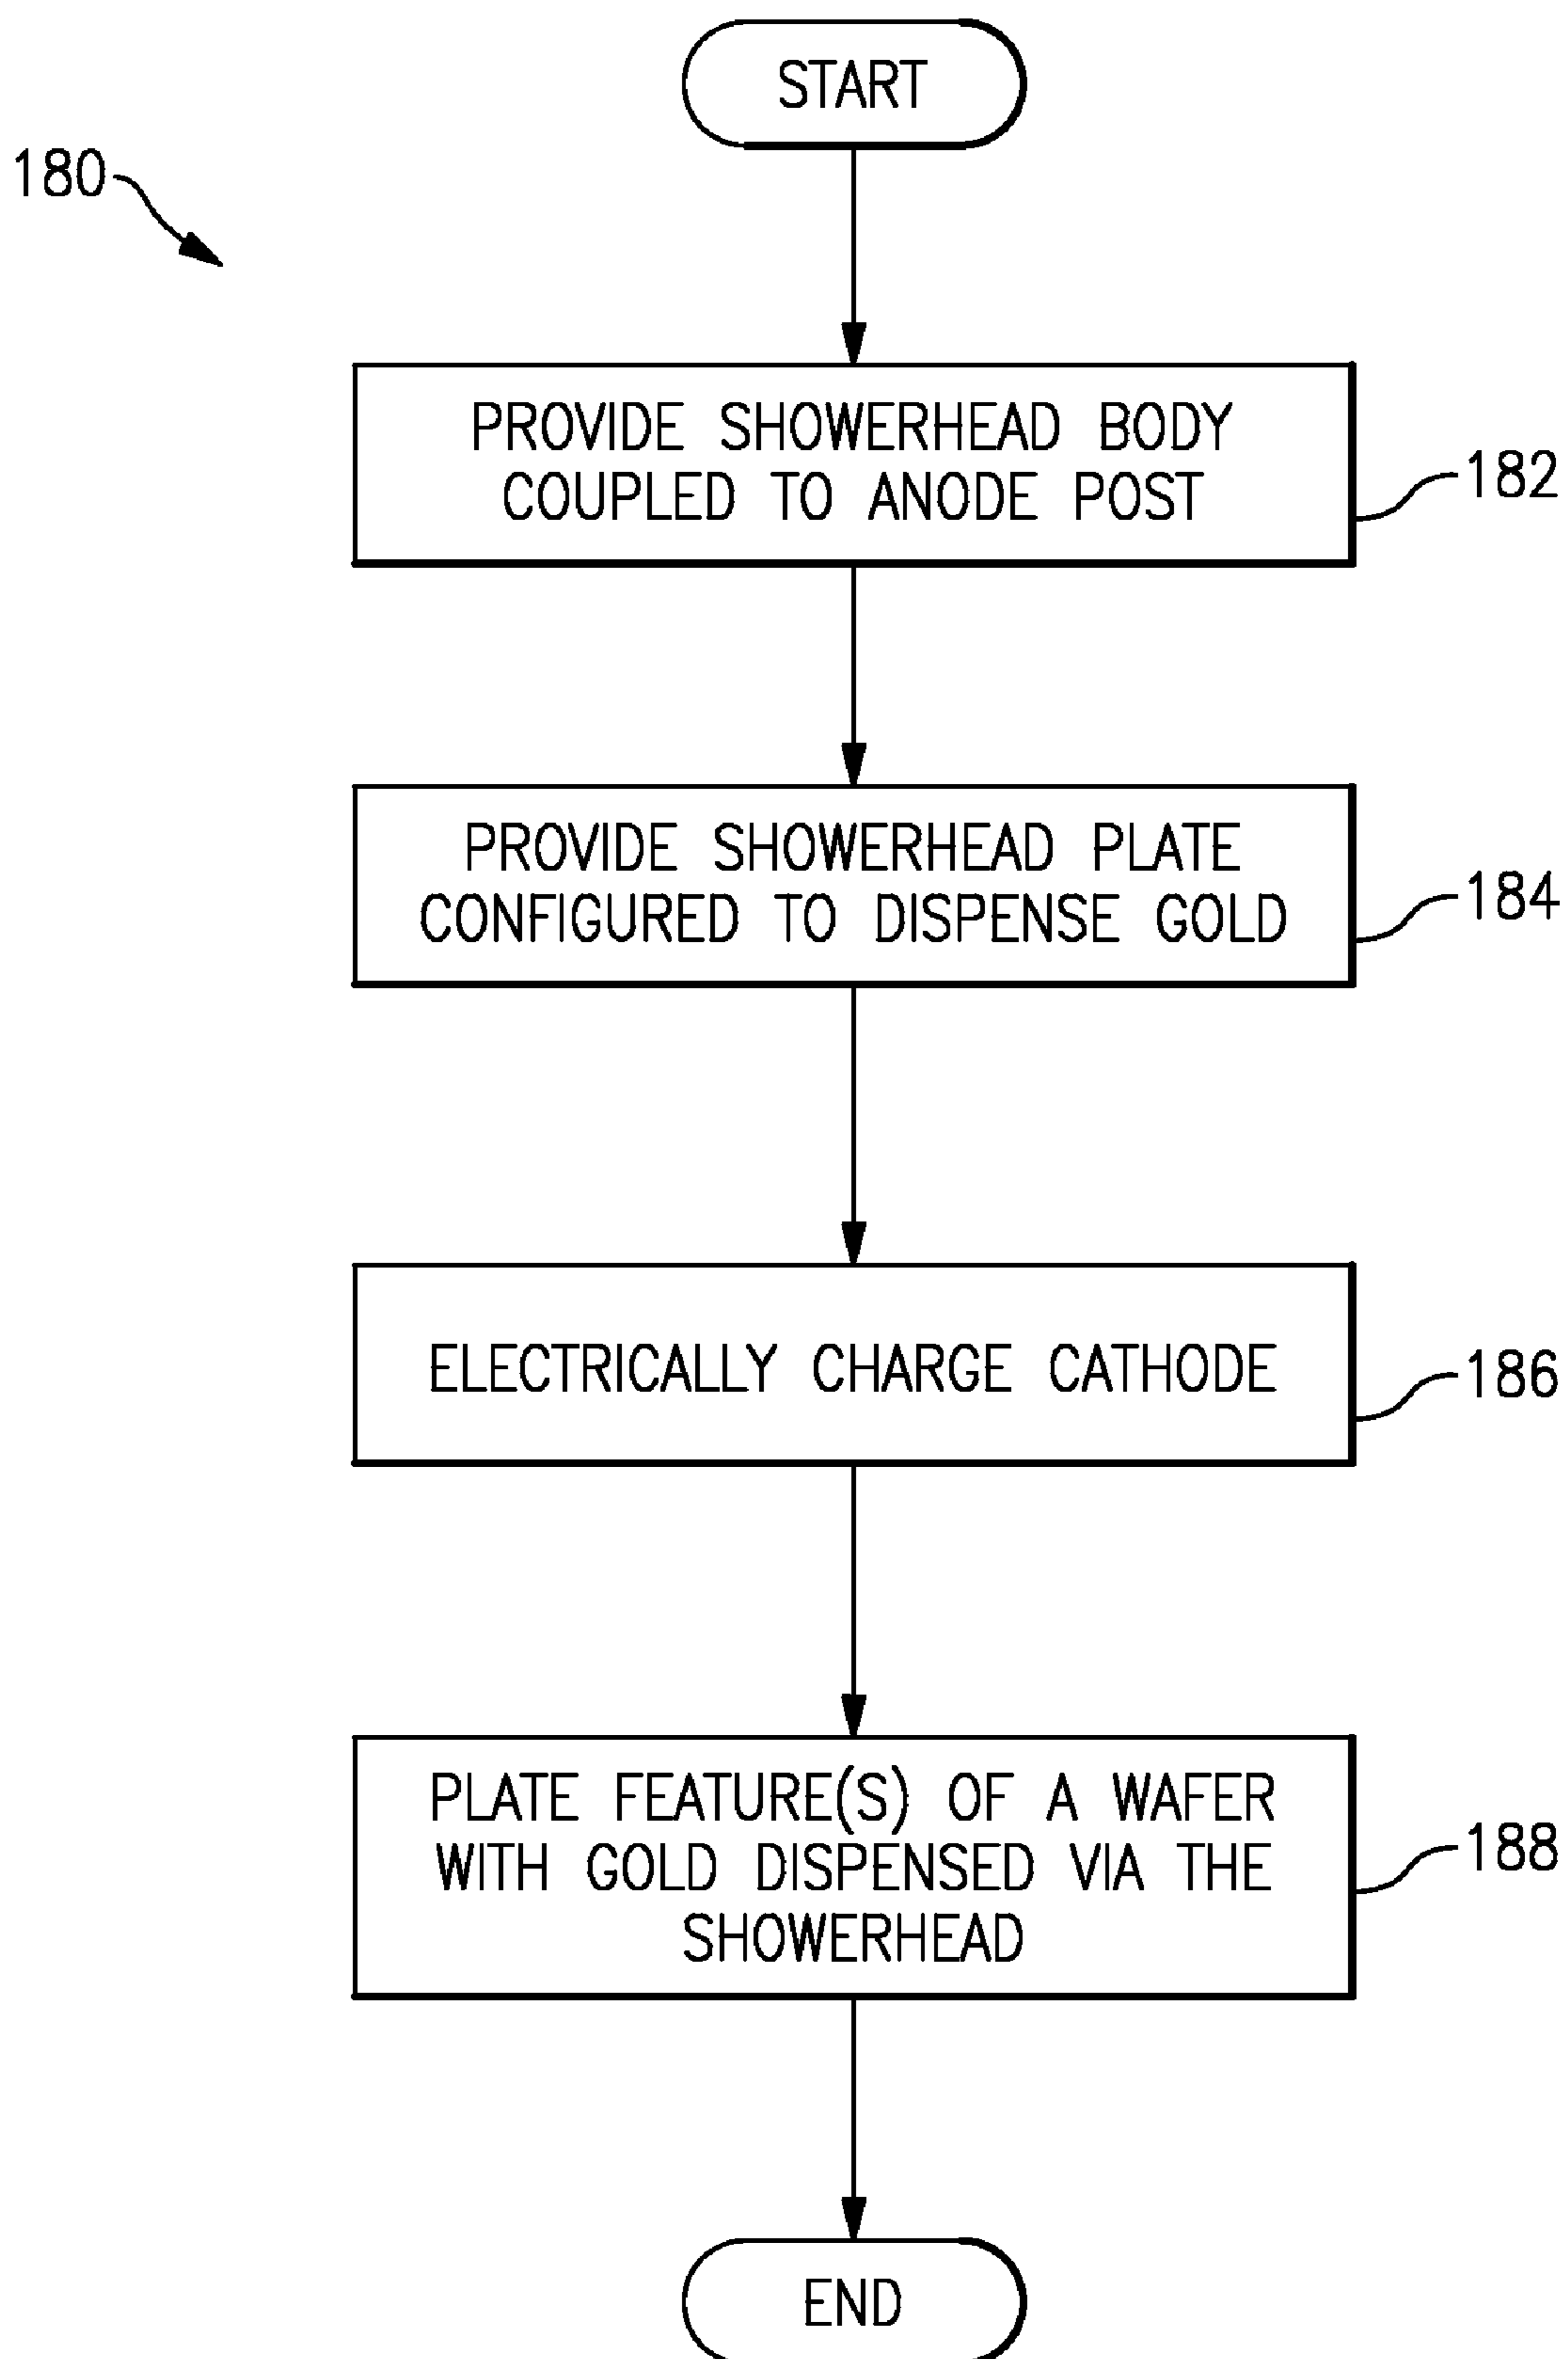 START
180
PROVIDE SHOWERHEAD BODY
COUPLED TO ANODE POST
182
PROVIDE SHOWERHEAD PLATE
CONFIGURED TO DISPENSE GOLD
184
ELECTRICALLY CHARGE CATHODE
186
PLATE FEATURE(S) OF A WAFER
WITH GOLD DISPENSED VIA THE
SHOWERHEAD
188
END